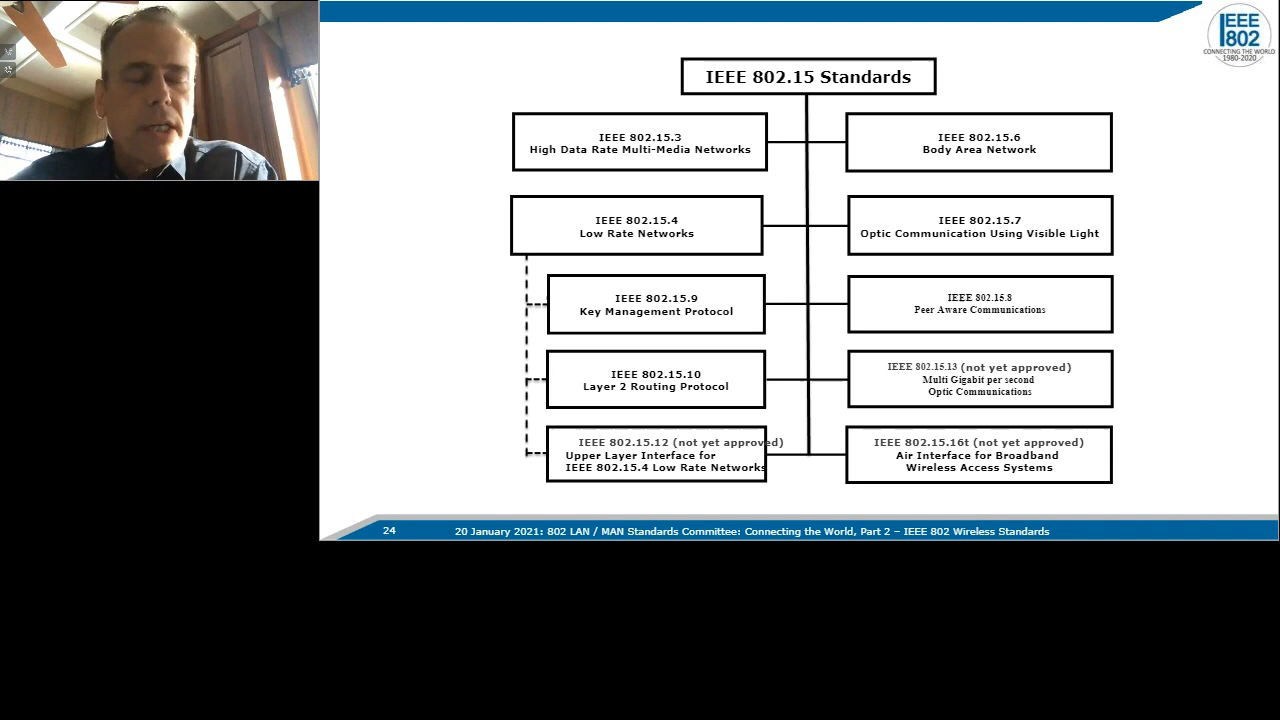 IEEE
802
CONNECTING THE WORLD
1980-2020
IEEE 802.15 Standards
IEEE 802.15.3
High Data Rate Multi-Media Networks
IEEE 802.15.6
Body Area Network
IEEE 802.15.4
Low Rate Networks
IEEE 802.15.7
Optic Communication Using Visible Light
IEEE 802.15.9
Key Management Protocol
IEEE 802.15.8
Peer Aware Communications
IEEE 802.15.10
Layer 2 Routing Protocol
IEEE 802.15.13 (not yet approved)
Multi Gigabit per second
Optic Communications
IEEE 802.15.12 (not yet approved)
Upper Layer Interface for
IEEE 802.15.4 Low Rate Networks
IEEE 802.15.16t (not yet approved)
Air Interface for Broadband
Wireless Access Systems
24
20 January 2021: 802 LAN / MAN Standards Committee: Connecting the World, Part 2 – IEEE 802 Wireless Standards